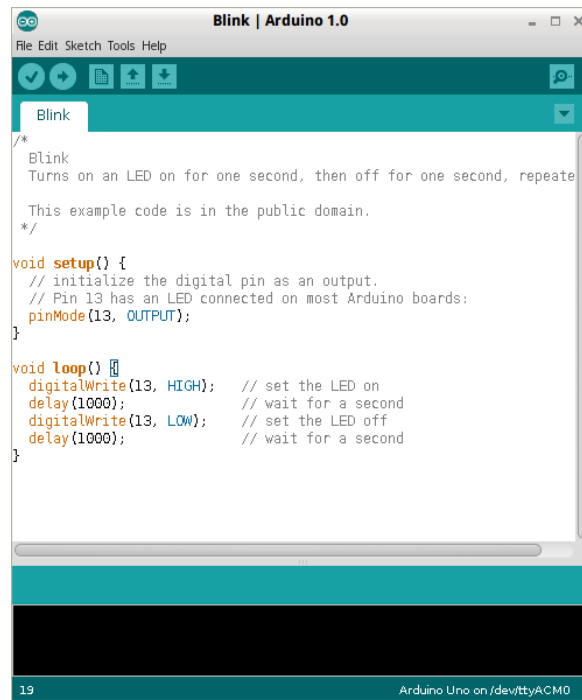 Blink | Arduino 1.0
File Edit Sketch Tools Help
Blink
/*
  Blink
  Turns on an LED on for one second, then off for one second, repeate

  This example code is in the public domain.
 */

void setup() {
  // initialize the digital pin as an output.
  // Pin 13 has an LED connected on most Arduino boards:
  pinMode(13, OUTPUT);
}

void loop() {
  digitalWrite(13, HIGH);   // set the LED on
  delay(1000);              // wait for a second
  digitalWrite(13, LOW);    // set the LED off
  delay(1000);              // wait for a second
}
19 Arduino Uno on /dev/ttyACM0